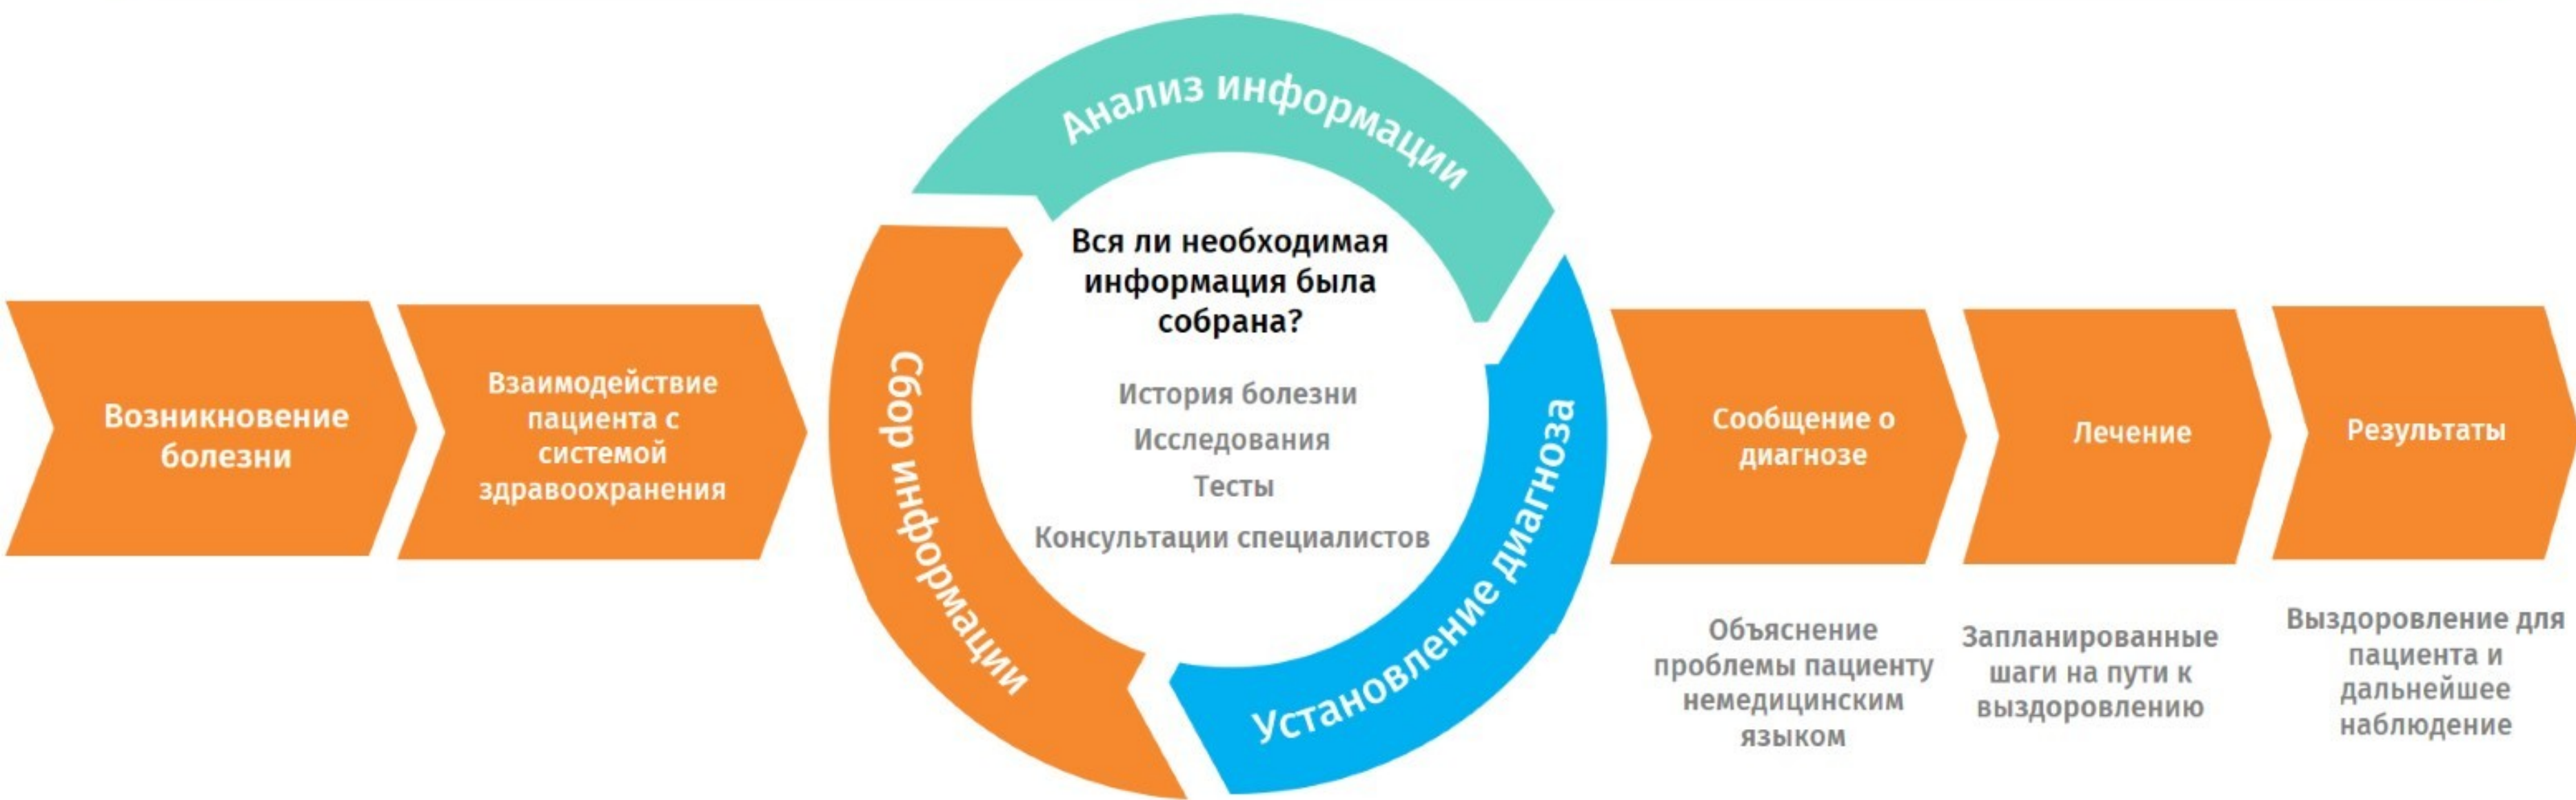 Возникновение
болезни
Взаимодействие
пациента с
системой
здравоохранения
Сбор информации
Анализ информации
Установление диагноза
Вся ли необходимая
информация была
собрана?
История болезни
Исследования
Тесты
Консультации специалистов
Сообщение о
диагнозе
Объяснение
проблемы пациенту
немедицинским
языком
Лечение
Запланированные
шаги на пути к
выздоровлению
Результаты
Выздоровление для
пациента и
дальнейшее
наблюдение